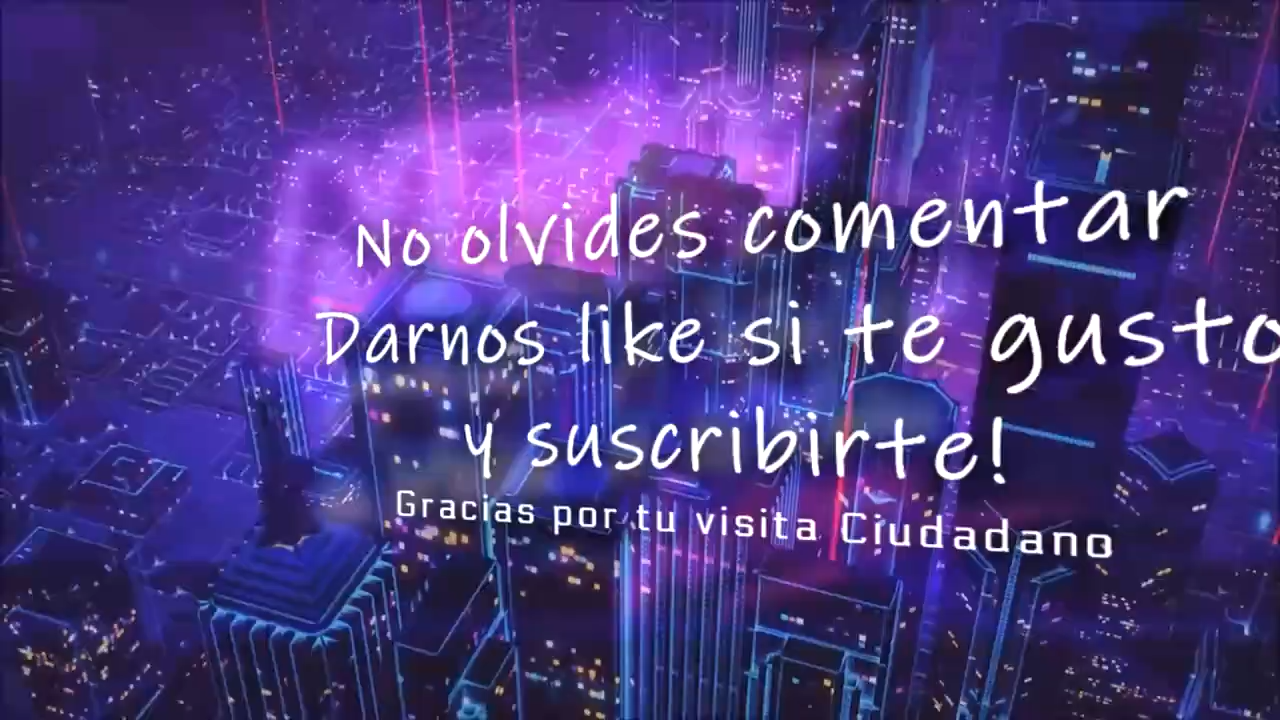 No olvides comentar
Darnos like si te gusto
y suscribirte!
Gracias por tu visita Ciudadano